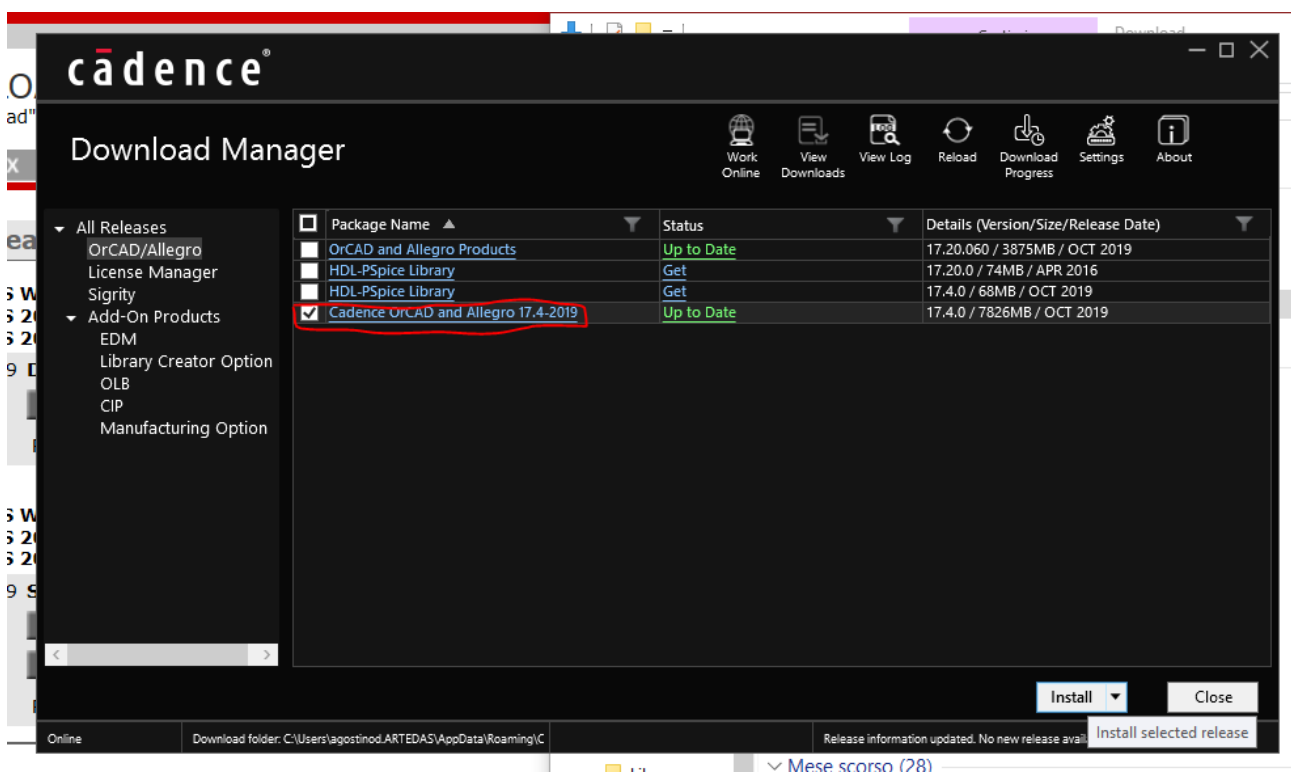 cādence®
Download Manager
Work Online
View Downloads
View Log
Reload
Download Progress
Settings
About
All Releases
OrCAD/Allegro
License Manager
Sigrity
Add-On Products
EDM
Library Creator Option
OLB
CIP
Manufacturing Option
Package Name Status Details (Version/Size/Release Date)
OrCAD and Allegro Products Up to Date 17.20.060 / 3875MB / OCT 2019
HDL-PSpice Library Get 17.20.0 / 74MB / APR 2016
HDL-PSpice Library Get 17.4.0 / 68MB / OCT 2019
Cadence OrCAD and Allegro 17.4-2019 Up to Date 17.4.0 / 7826MB / OCT 2019
Install Close
Install selected release
Online Download folder: C:\Users\agostinod.ARTEDAS\AppData\Roaming\C Release information updated. No new release avail
Mese scorso (28)